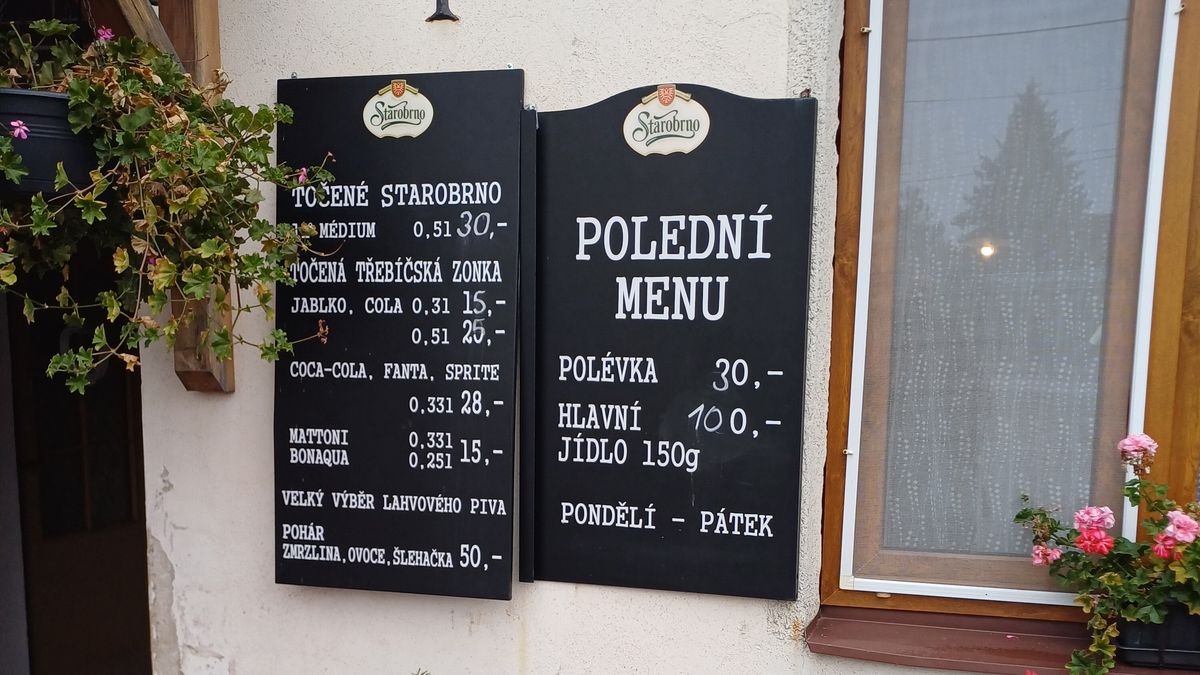 Starobrno
TOČENÉ STAROBRNO
MÉDIUM 0,5l 30,-
TOČENÁ TŘEBÍČSKÁ ZONKA
JABLKO, COLA 0,3l 15,-
0,5l 25,-
COCA-COLA, FANTA, SPRITE
0,33l 28,-
MATTONI 0,33l
BONAQUA 0,25l 15,-
VELKÝ VÝBĚR LAHVOVÉHO PIVA
POHÁR
ZMRZLINA,OVOCE,ŠLEHAČKA 50,-
Starobrno
POLEDNÍ
MENU
POLÉVKA 30,-
HLAVNÍ 100,-
JÍDLO 150g
PONDĚLÍ - PÁTEK